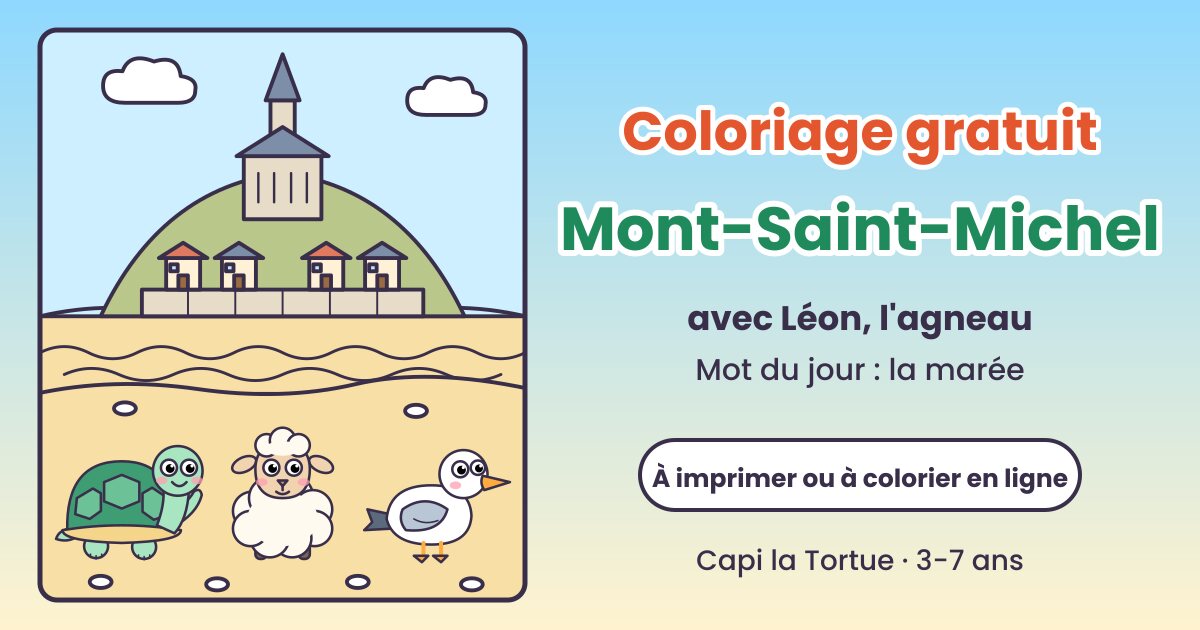 Coloriage gratuit
Mont-Saint-Michel
avec Léon, l'agneau
Mot du jour : la marée
À imprimer ou à colorier en ligne
Capi la Tortue · 3-7 ans